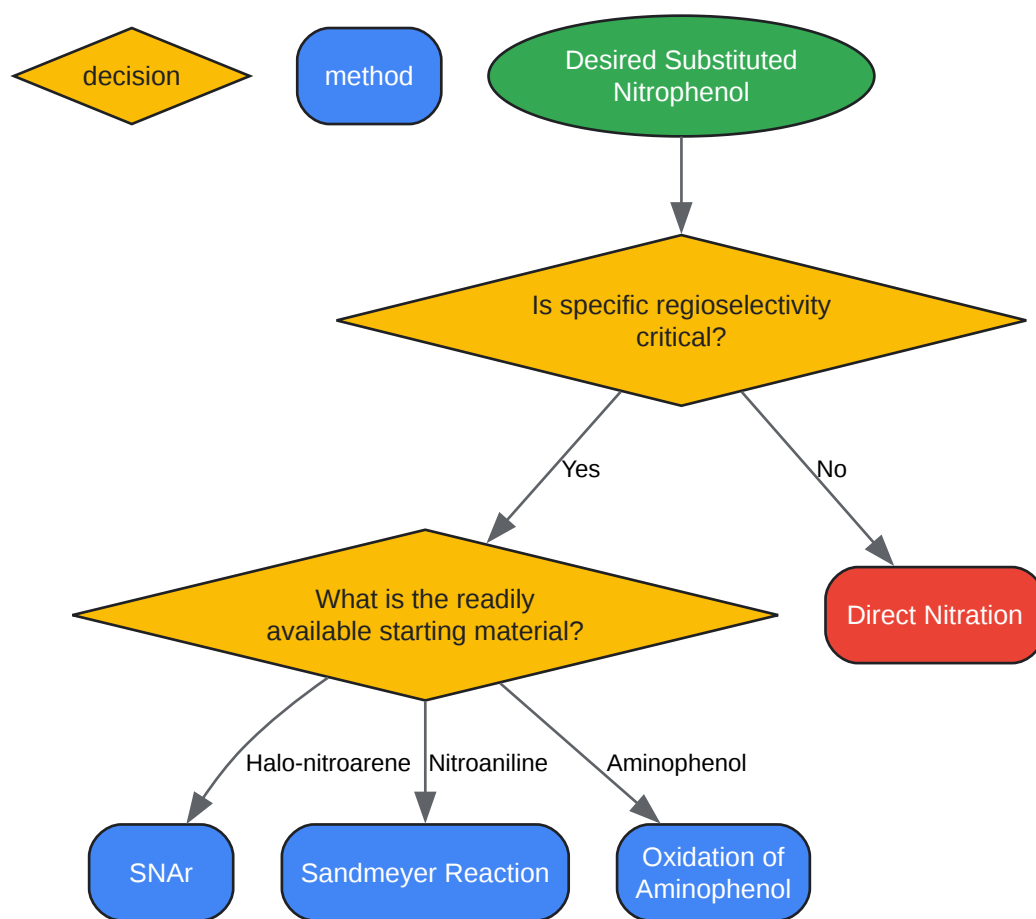 decision
method
Desired Substituted
Nitrophenol
Is specific regioselectivity
critical?
Yes
No
What is the readily
available starting material?
Direct Nitration
Halo-nitroarene
Nitroaniline
Aminophenol
SNAr
Sandmeyer Reaction
Oxidation of
Aminophenol